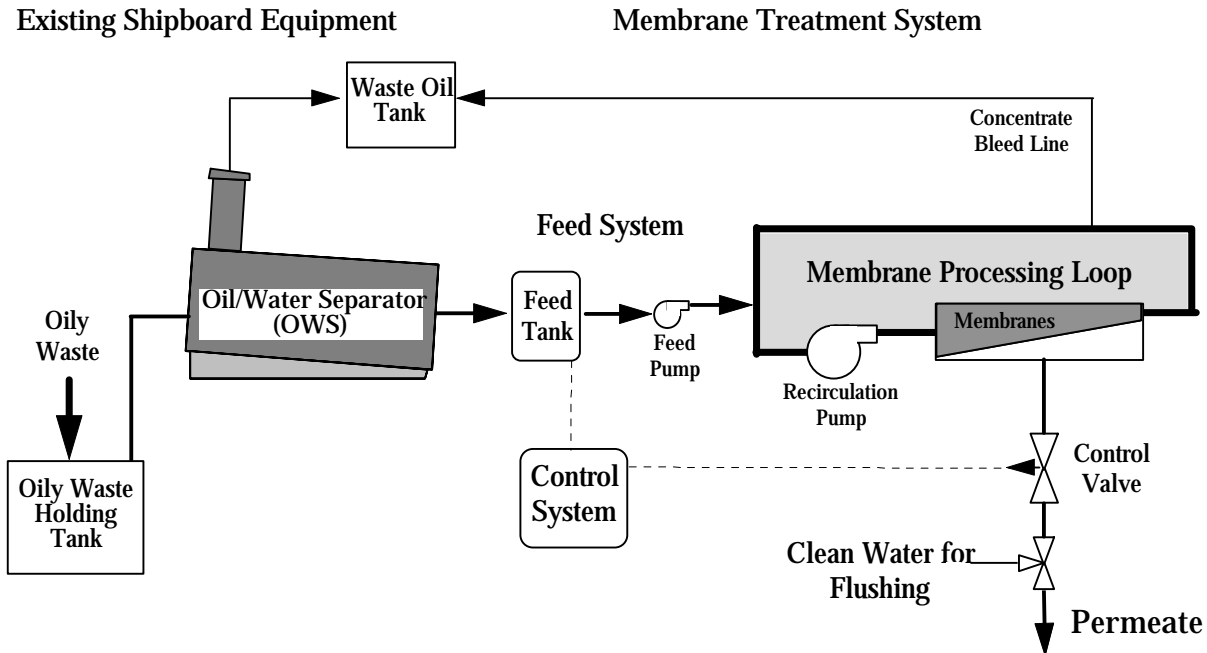 Existing Shipboard Equipment
Membrane Treatment System
Waste Oil
Tank
Concentrate
Bleed Line
Feed System
Membrane Processing Loop
Oil/Water Separator
(OWS)
Feed
Tank
Membranes
Oily
Waste
Feed
Pump
Recirculation
Pump
Control
System
Control
Valve
Oily Waste
Holding
Tank
Clean Water for
Flushing
Permeate